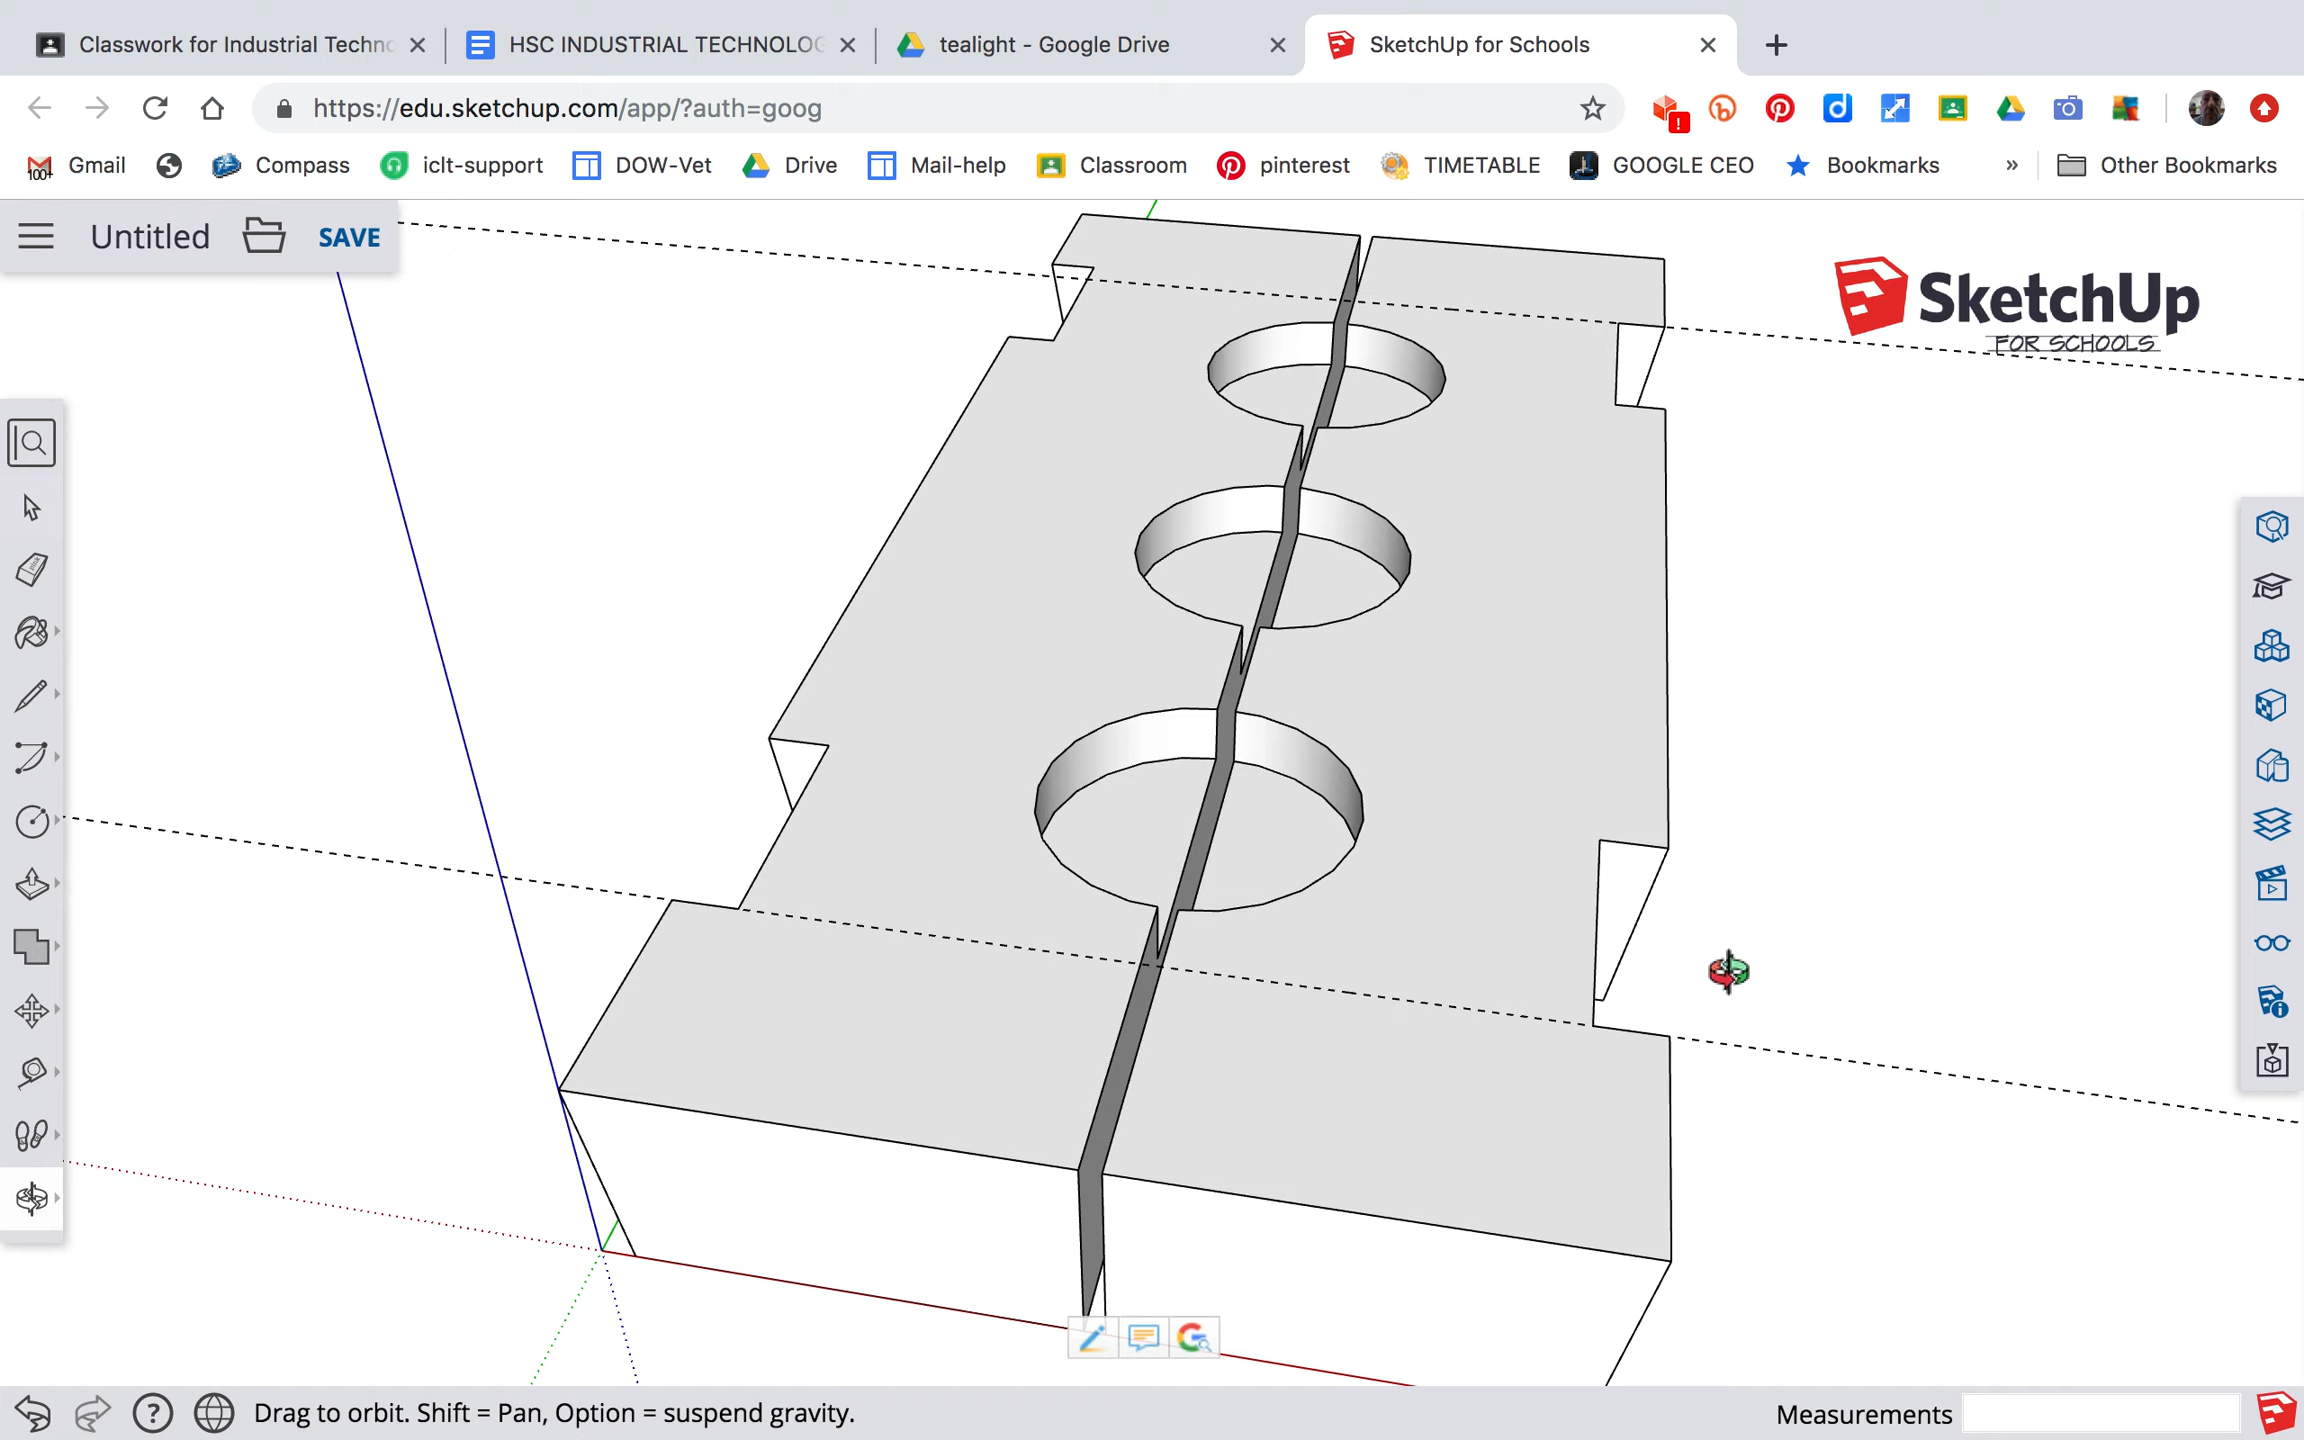 Classwork for Industrial Techno
HSC INDUSTRIAL TECHNOLOG
tealight - Google Drive
SketchUp for Schools
https://edu.sketchup.com/app/?auth=goog
Gmail
Compass
iclt-support
DOW-Vet
Drive
Mail-help
Classroom
pinterest
TIMETABLE
GOOGLE CEO
Bookmarks
»
Other Bookmarks
100+
Untitled
SAVE
SketchUp
FOR SCHOOLS
Drag to orbit. Shift = Pan, Option = suspend gravity.
Measurements